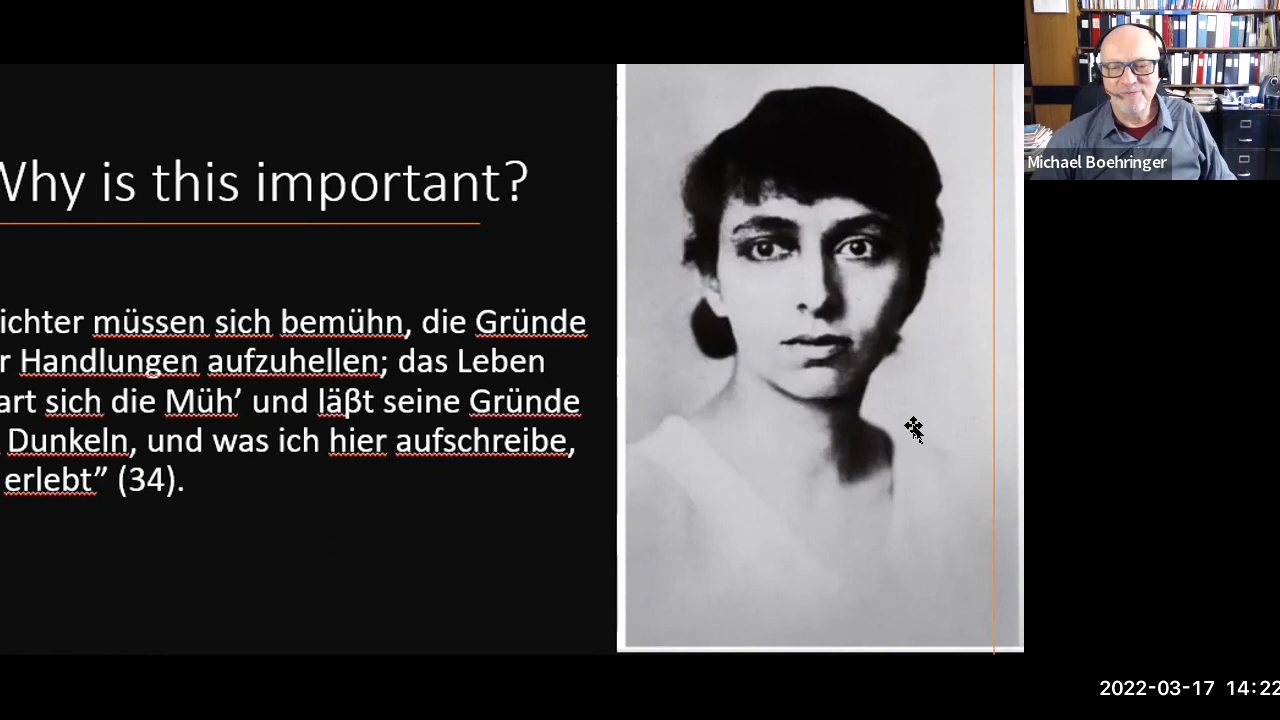 Why is this important?
ichter müssen sich bemühn, die Gründe
r Handlungen aufzuhellen; das Leben
art sich die Müh’ und läβt seine Gründe
Dunkeln, und was ich hier aufschreibe,
erlebt” (34).
Michael Boehringer
2022-03-17 14:22